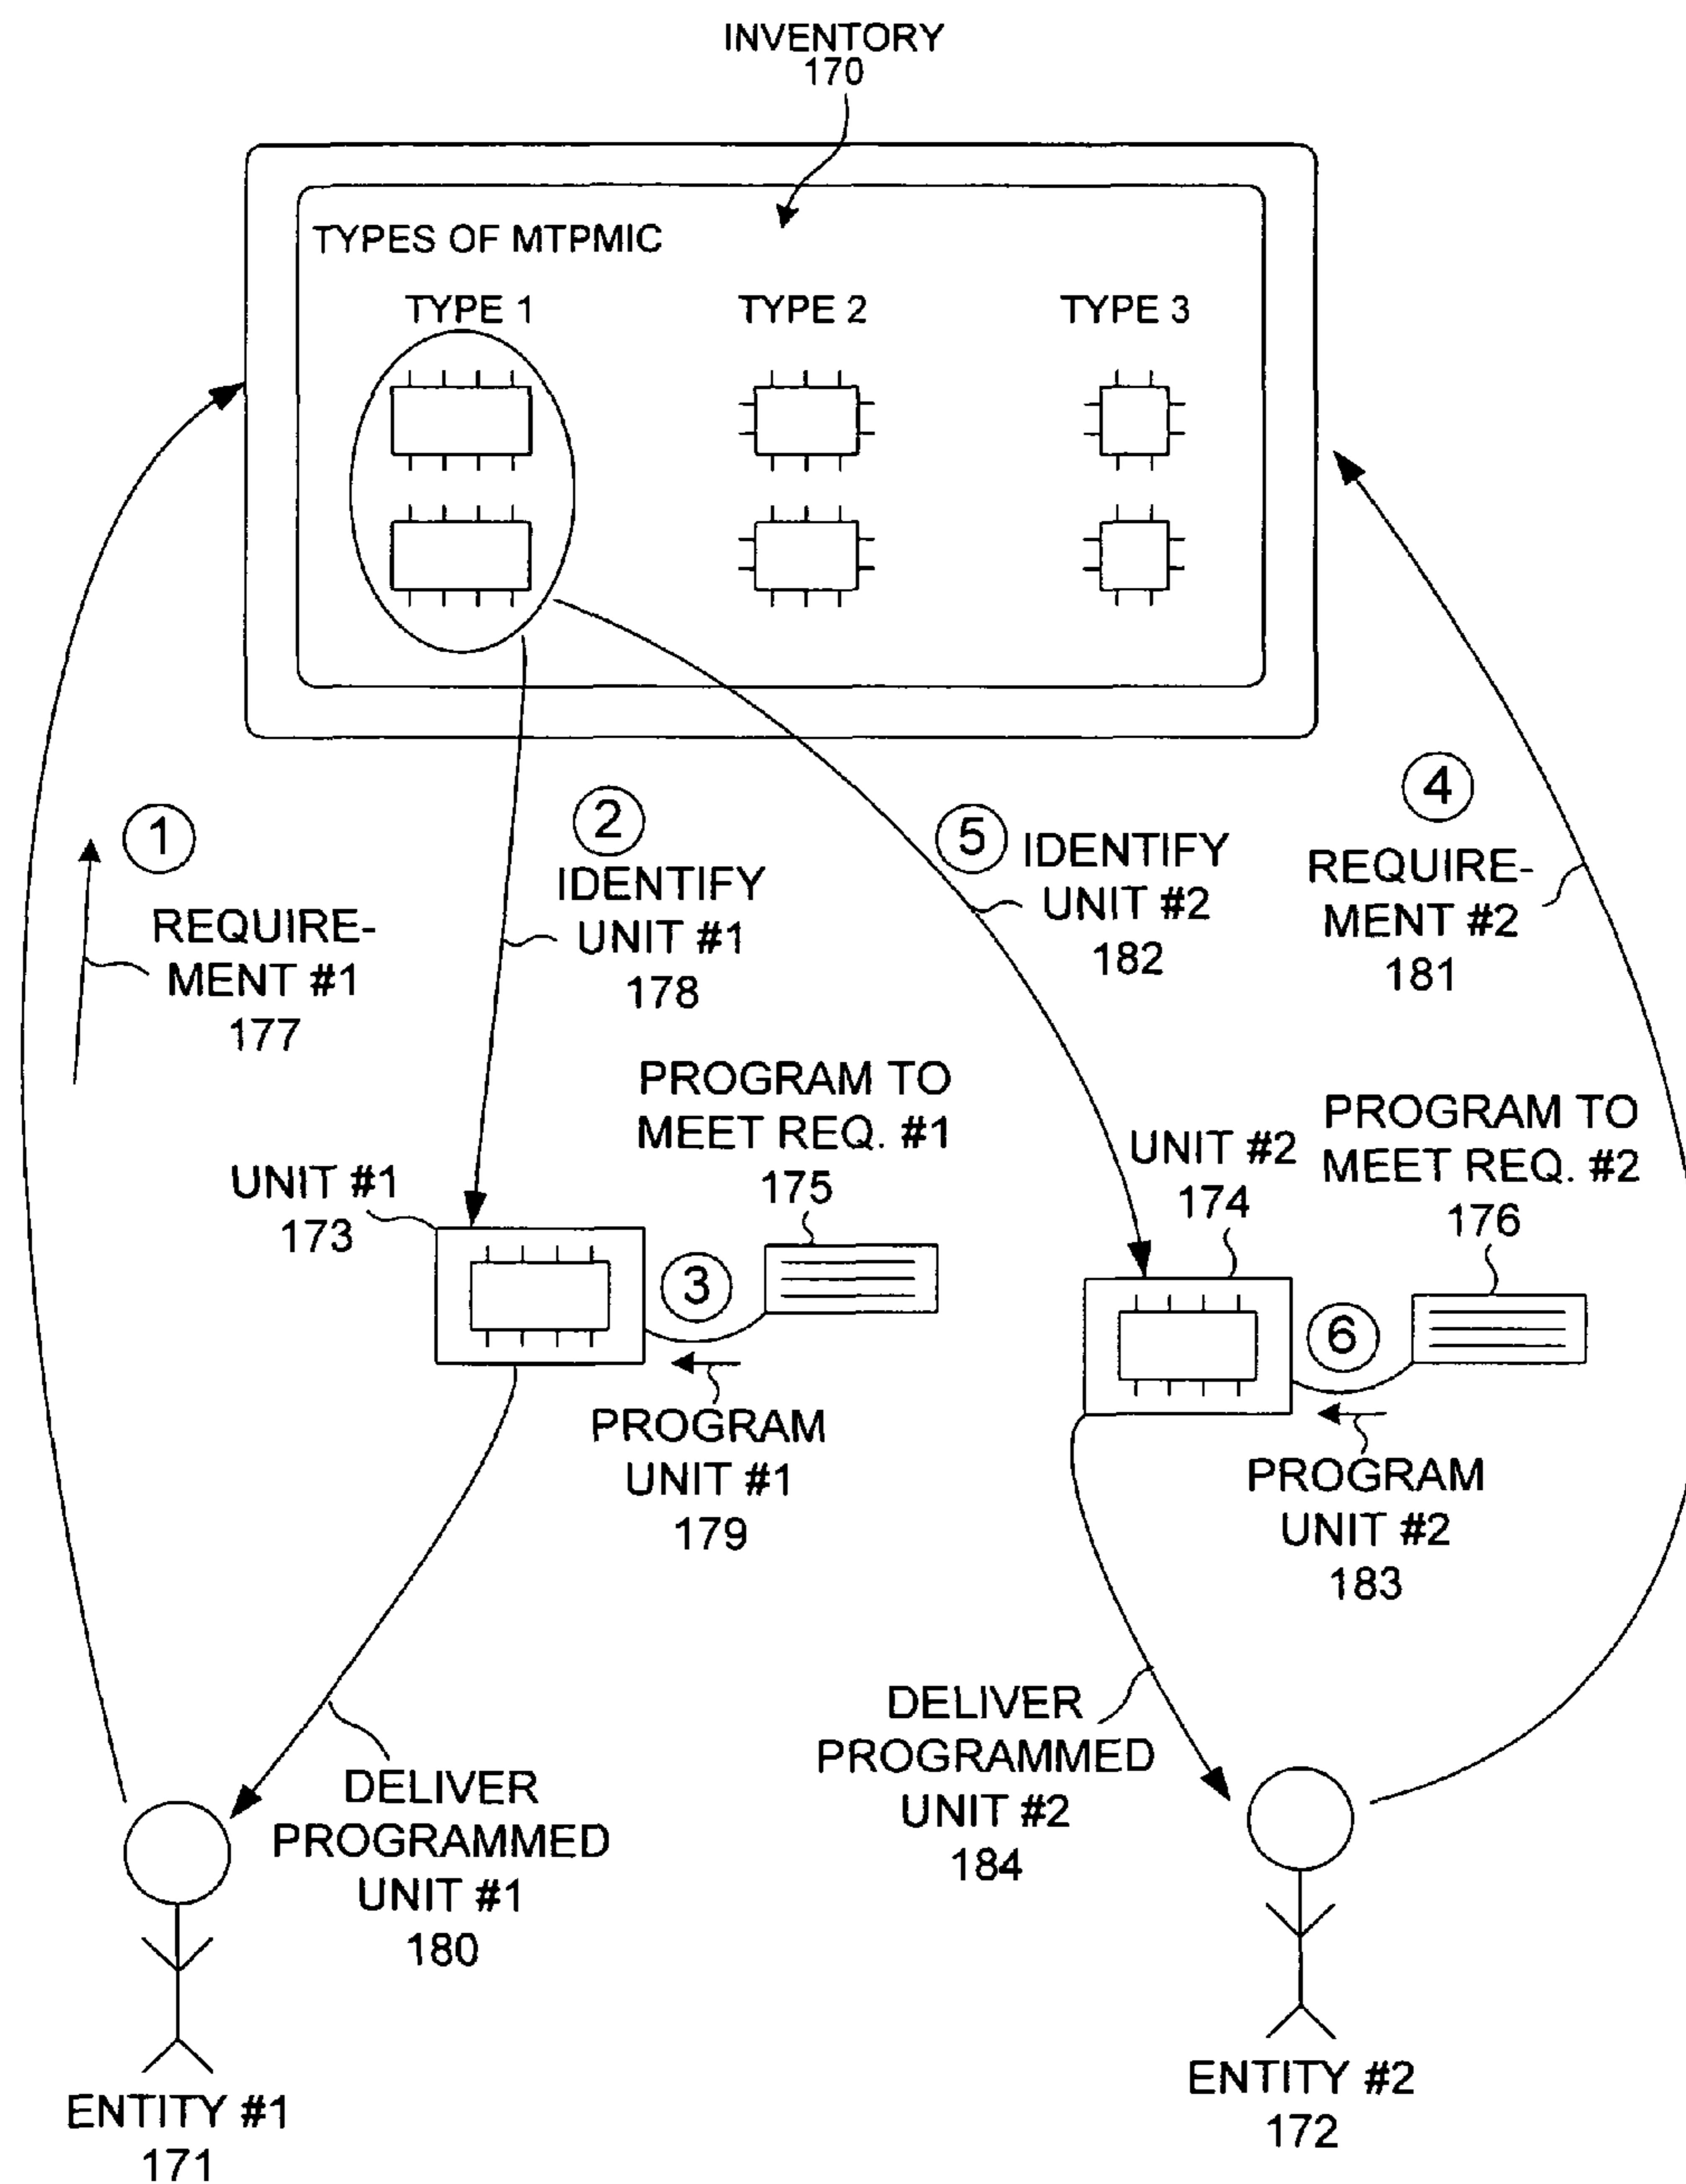 INVENTORY
170
TYPES OF MTPMIC
TYPE 1
TYPE 2
TYPE 3
1
REQUIRE-
MENT #1
177
2
IDENTIFY
UNIT #1
178
5
IDENTIFY
UNIT #2
182
4
REQUIRE-
MENT #2
181
UNIT #1
173
PROGRAM TO
MEET REQ. #1
175
3
PROGRAM
UNIT #1
179
UNIT #2
174
PROGRAM TO
MEET REQ. #2
176
6
PROGRAM
UNIT #2
183
DELIVER
PROGRAMMED
UNIT #1
180
DELIVER
PROGRAMMED
UNIT #2
184
ENTITY #1
171
ENTITY #2
172